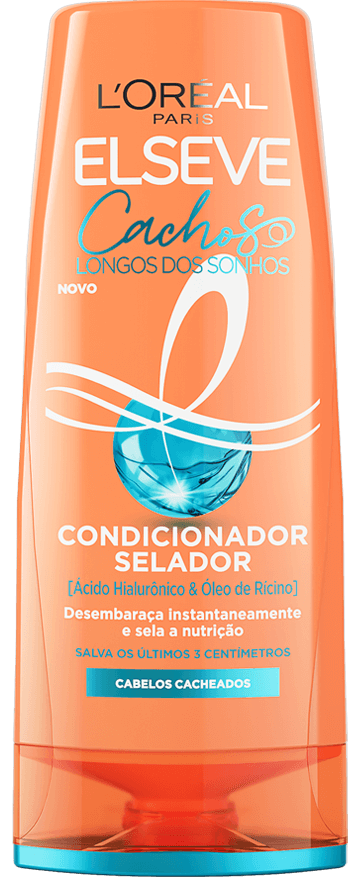 L'ORÉAL
PARIS
ELSEVE
Cachos
LONGOS DOS SONHOS
NOVO
CONDICIONADOR
SELADOR
[Ácido Hialurônico & Óleo de Rícino]
Desembaraça instantaneamente
e sela a nutrição
SALVA OS ÚLTIMOS 3 CENTÍMETROS
CABELOS CACHEADOS